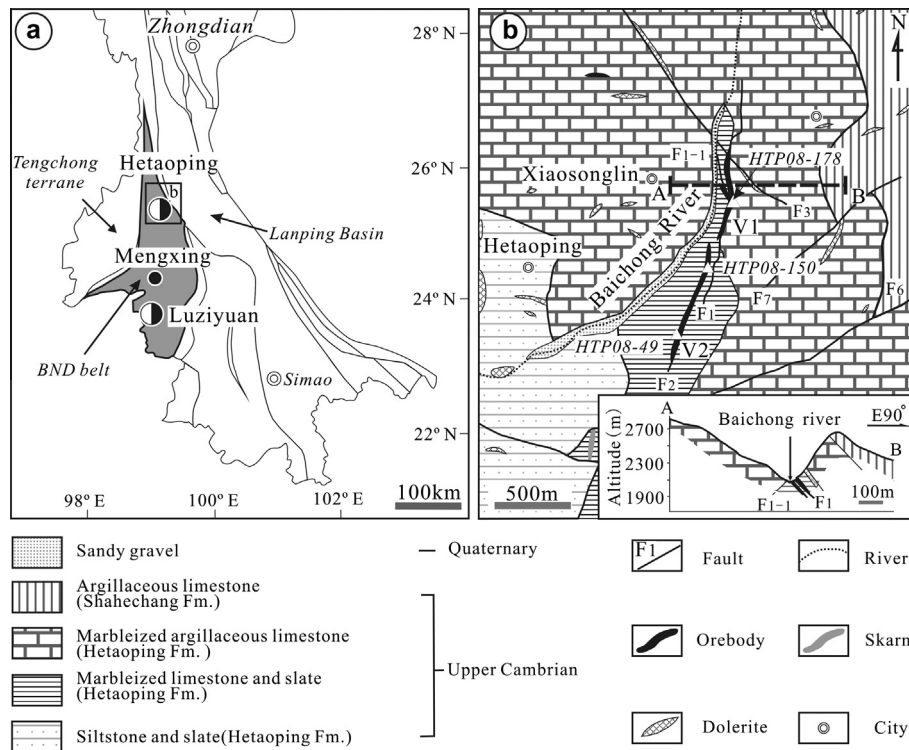 a
Zhongdian
28° N
Hetaoping
26° N
Tengchong
terrane
b
Lanping Basin
Mengxing
24° N
Luziyuan
BND belt
Simao
22° N
98° E
100° E
102° E
100km
b
N
F1-1
HTP08-178
Xiaosonglin
A
B
F3
Baichong River
V1
Hetaoping
HTP08-150
F7
F6
F1
HTP08-49
V2
F2
500m
A
Baichong river
E90°
Altitude (m)
2700
2300
1900
B
F1-1
F1
100m
Sandy gravel
Quaternary
Argillaceous limestone
(Shahechang Fm.)
Marbleized argillaceous limestone
(Hetaoping Fm.)
Upper Cambrian
Marbleized limestone and slate
(Hetaoping Fm.)
Siltstone and slate(Hetaoping Fm.)
F1
Fault
River
Orebody
Skarn
Dolerite
City